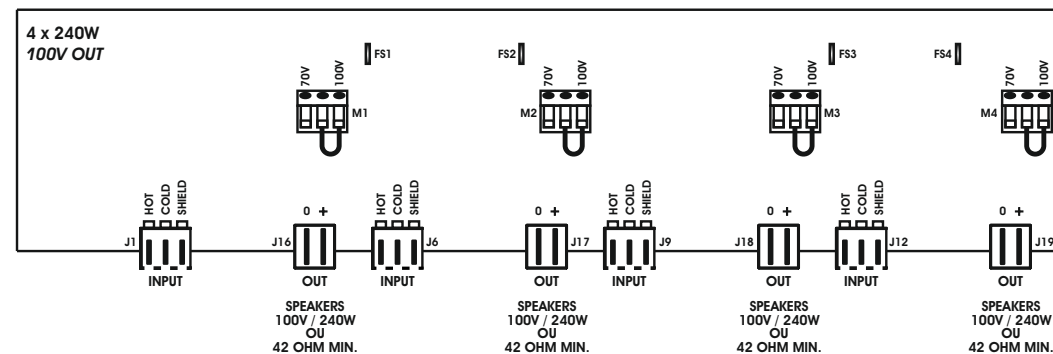 4 x 240W
100V OUT
FS1
FS2
FS3
FS4
70V
100V
70V
100V
70V
100V
70V
100V
M1
M2
M3
M4
HOT
COLD
SHIELD
HOT
COLD
SHIELD
HOT
COLD
SHIELD
HOT
COLD
SHIELD
0 +
0 +
0 +
0 +
J1
J16
J6
J17
J9
J18
J12
J19
INPUT
OUT
INPUT
OUT
INPUT
OUT
INPUT
OUT
SPEAKERS
100V / 240W
OU
42 OHM MIN.
SPEAKERS
100V / 240W
OU
42 OHM MIN.
SPEAKERS
100V / 240W
OU
42 OHM MIN.
SPEAKERS
100V / 240W
OU
42 OHM MIN.